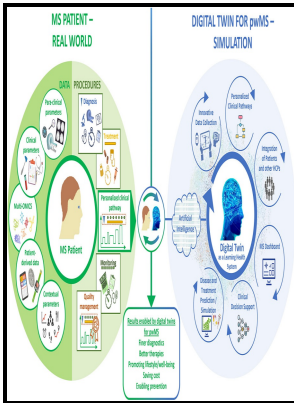 MS PATIENT –
REAL WORLD
DATA PROCEDURES
Para-clinical
parameters
Clinical
parameters
Multi-OMICS
Patient-
derived data
Contextual
parameters
MS Patient
Diagnosis
Treatment
Personalized clinical
pathway
Monitoring
Quality
management
Results enabled by digital twins
for pwMS
Finer diagnostics
Better therapies
Promoting lifestyle/well-being
Saving cost
Enabling prevention
DIGITAL TWIN FOR pwMS –
SIMULATION
Innovative
Data Collection
Personalized
Clinical Pathways
Integration
of Patients
and other HCPs
MS Dashboard
Clinical
Decision Support
Disease and
Treatment
Prediction /
Simulation
Artificial
Intelligence
Digital Twin
as a Learning Health
System